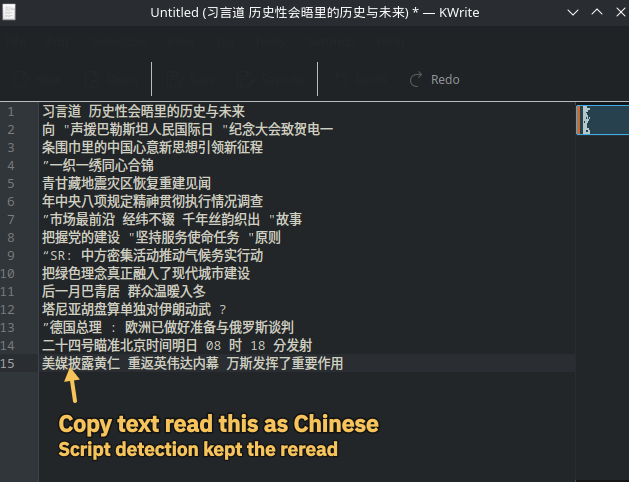 Untitled (习言道 历史性会晤里的历史与未来) * — KWrite
Redo
1 习言道 历史性会晤里的历史与未来
2 向 "声援巴勒斯坦人民国际日 "纪念大会致贺电一
3 条围巾里的中国心意新思想引领新征程
4 "一织一绣同心合锦
5 青甘藏地震灾区恢复重建见闻
6 年中央八项规定精神贯彻执行情况调查
7 "市场最前沿 经纬不辍 千年丝韵织出 "故事
8 把握党的建设 "坚持服务使命任务 "原则
9 “SR: 中方密集活动推动气候务实行动
10 把绿色理念真正融入了现代城市建设
11 后一月巴青居 群众温暖入冬
12 塔尼亚胡盘算单独对伊朗动武 ?
13 "德国总理 : 欧洲已做好准备与俄罗斯谈判
14 二十四号瞄准北京时间明日 08 时 18 分发射
15 美媒披露黄仁 重返英伟达内幕 万斯发挥了重要作用
Copy text read this as Chinese
Script detection kept the reread